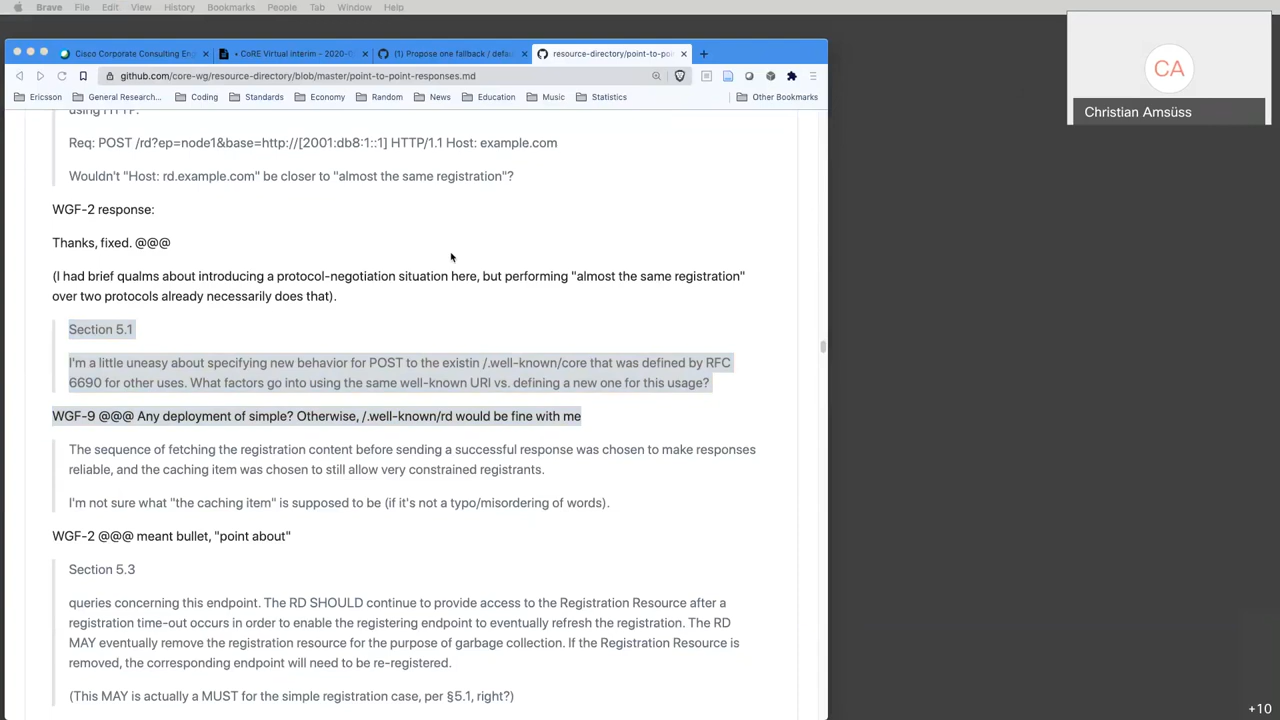 Brave File Edit View History Bookmarks People Tab Window Help
Cisco Corporate Consulting En
• CoRE Virtual interim - 2020-0
(1) Propose one fallback / defau
resource-directory/point-to-poi
github.com/core-wg/resource-directory/blob/master/point-to-point-responses.md
Ericsson General Research... Coding Standards Economy Random News Education Music Statistics Other Bookmarks
CA
Christian Amsüss
using HTTP:
Req: POST /rd?ep=node1&base=http://[2001:db8:1::1] HTTP/1.1 Host: example.com
Wouldn't "Host: rd.example.com" be closer to "almost the same registration"?
WGF-2 response:
Thanks, fixed. @@@
(I had brief qualms about introducing a protocol-negotiation situation here, but performing "almost the same registration"
over two protocols already necessarily does that).
Section 5.1
I'm a little uneasy about specifying new behavior for POST to the existin /.well-known/core that was defined by RFC
6690 for other uses. What factors go into using the same well-known URI vs. defining a new one for this usage?
WGF-9 @@@ Any deployment of simple? Otherwise, /.well-known/rd would be fine with me
The sequence of fetching the registration content before sending a successful response was chosen to make responses
reliable, and the caching item was chosen to still allow very constrained registrants.
I'm not sure what "the caching item" is supposed to be (if it's not a typo/misordering of words).
WGF-2 @@@ meant bullet, "point about"
Section 5.3
queries concerning this endpoint. The RD SHOULD continue to provide access to the Registration Resource after a
registration time-out occurs in order to enable the registering endpoint to eventually refresh the registration. The RD
MAY eventually remove the registration resource for the purpose of garbage collection. If the Registration Resource is
removed, the corresponding endpoint will need to be re-registered.
(This MAY is actually a MUST for the simple registration case, per §5.1, right?)
+10